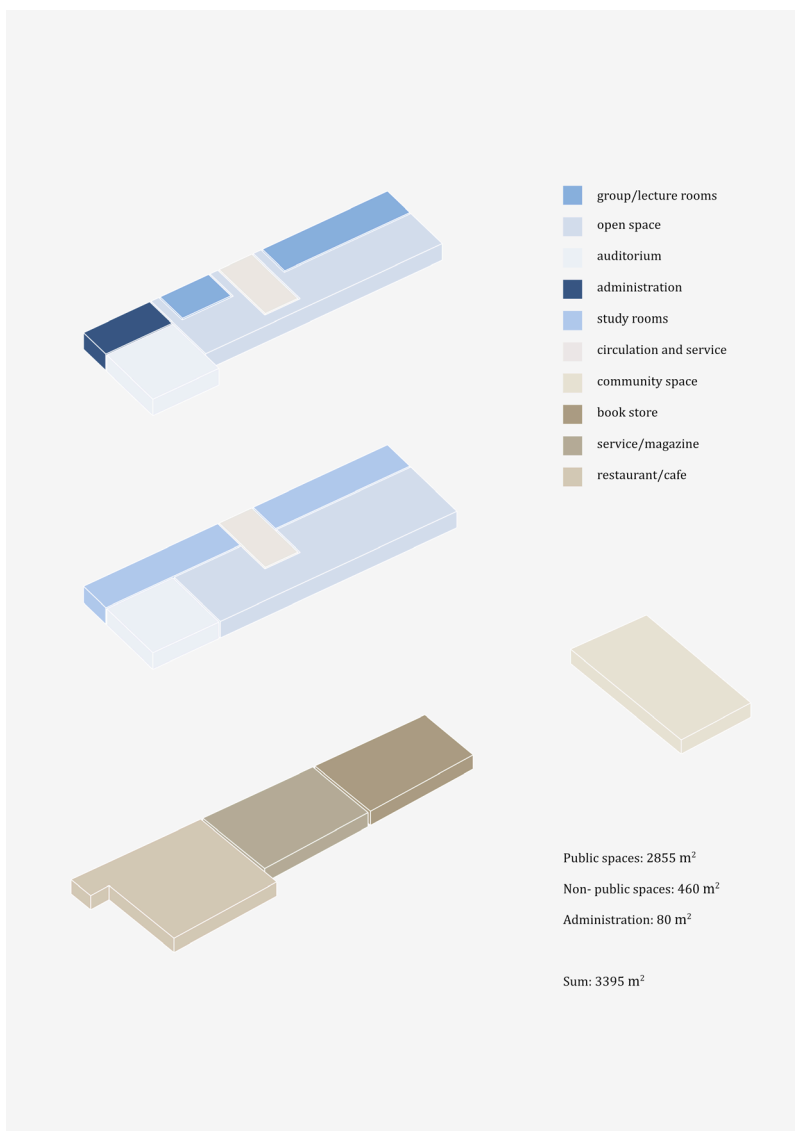 group/lecture rooms
open space
auditorium
administration
study rooms
circulation and service
community space
book store
service/magazine
restaurant/cafe
Public spaces: 2855 m²
Non- public spaces: 460 m²
Administration: 80 m²
Sum: 3395 m²